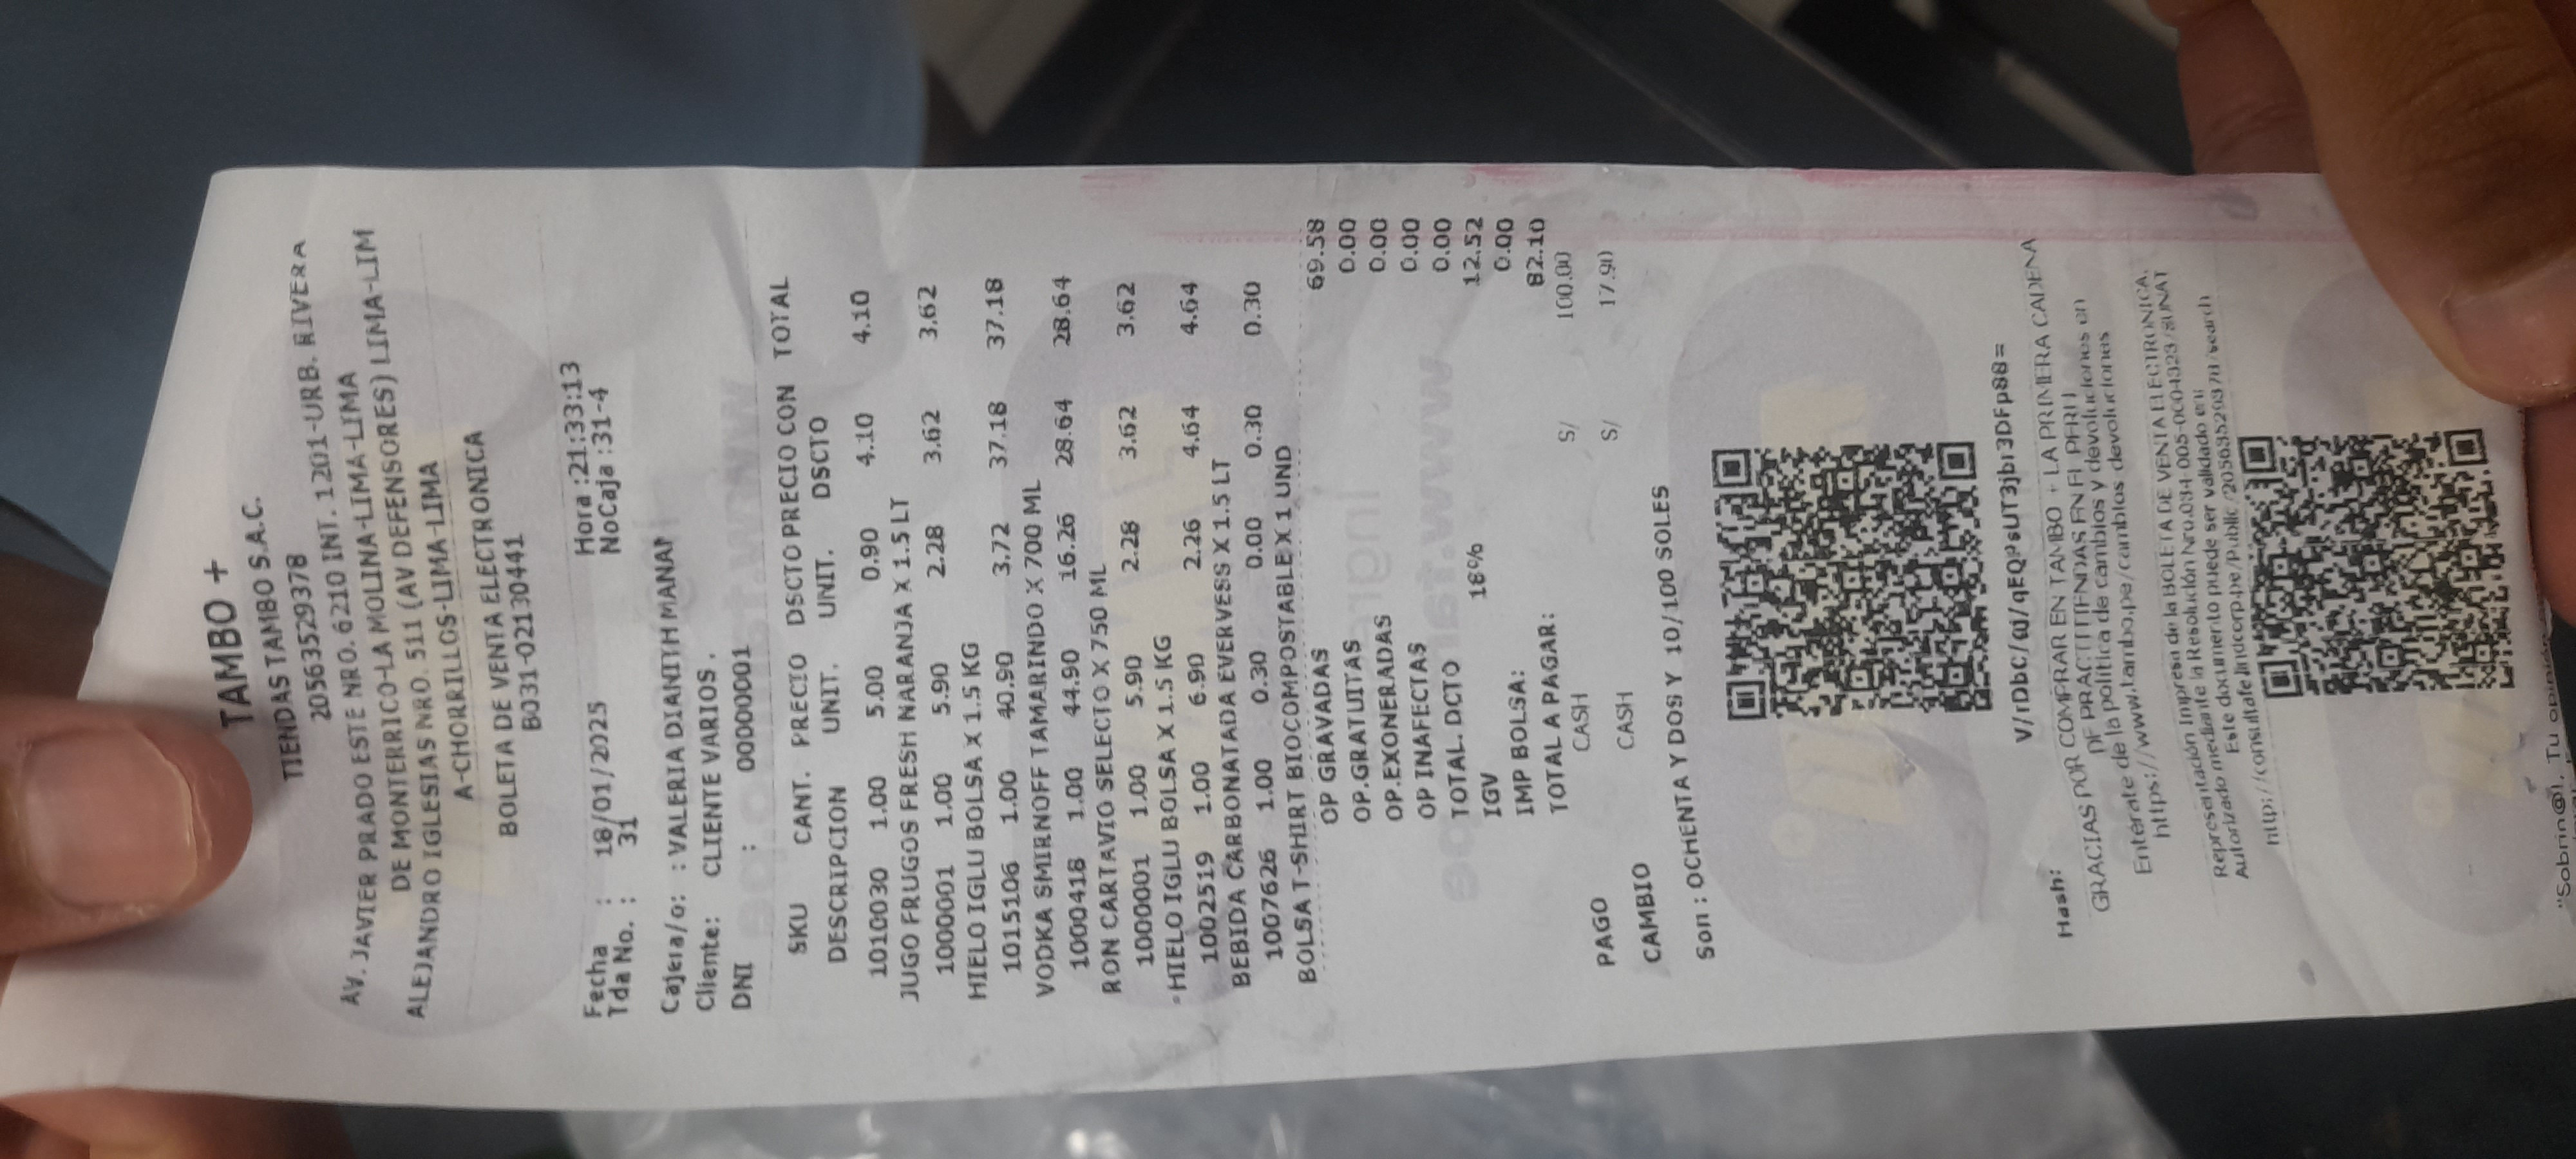 TAMBO +
TIENDAS TAMBO S.A.C.
20563529378
AV. JAVIER PRADO ESTE NRO. 6210 INT. 1201-URB. RIVERA
DE MONTERRICO-LA MOLINA-LIMA-LIMA
ALEJANDRO IGLESIAS NRO. 511 (AV DEFENSORES) LIMA-LIM
A-CHORRILLOS-LIMA-LIMA
BOLETA DE VENTA ELECTRONICA
B031-02130441
Fecha : 18/01/2025 Hora :21:33:13
Tda No. : 31 NoCaja :31-4
Cajera/o: : VALERIA DIANITH
Cliente: CLIENTE VARIOS .
DNI : 00000001
SKU CANT. PRECIO DSCTO PRECIO CON TOTAL
DESCRIPCION UNIT. UNIT. DSCTO
1010030 1.00 5.00 0.90 4.10 4.10
JUGO FRUGOS FRESH NARANJA X 1.5 LT
1000001 1.00 5.90 2.28 3.62 3.62
HIELO IGLU BOLSA X 1.5 KG
1015106 1.00 40.90 3.72 37.18 37.18
VODKA SMIRNOFF TAMARINDO X 700 ML
1000418 1.00 44.90 16.26 28.64 28.64
RON CARTAVIO SELECTO X 750 ML
1000001 1.00 5.90 2.28 3.62 3.62
HIELO IGLU BOLSA X 1.5 KG
1002519 1.00 6.90 2.26 4.64 4.64
BEBIDA CARBONATADA EVERVESS X 1.5 LT
1007626 1.00 0.30 0.00 0.30 0.30
BOLSA T-SHIRT BIOCOMPOSTABLE X 1 UND
OP GRAVADAS 69.58
OP.GRATUITAS 0.00
OP.EXONERADAS 0.00
OP INAFECTAS 0.00
TOTAL. DCTO 0.00
IGV 18% 12.52
IMP BOLSA: 0.00
TOTAL A PAGAR: 82.10
PAGO CASH S/ 100.00
CAMBIO CASH S/ 17.90
Son : OCHENTA Y DOS Y 10/100 SOLES
Hash:
GRACIAS POR COMPRAR EN TAMBO + LA PRIMERA CADENA
DE PRACTITIENDAS EN EL PERU
Entérate de la política de cambios y devoluciones en
https://www.tambo.pe/cambios-devoluciones
Representación Impresa de la BOLETA DE VENTA ELECTRONICA,
Autorizado mediante la Resolución Nro.034-005-0004323/SUNAT
Este documento puede ser validado en:
http://consultafe.lindcorp.pe/Public/20563529378/search
"Sobrin@!, Tu opinión